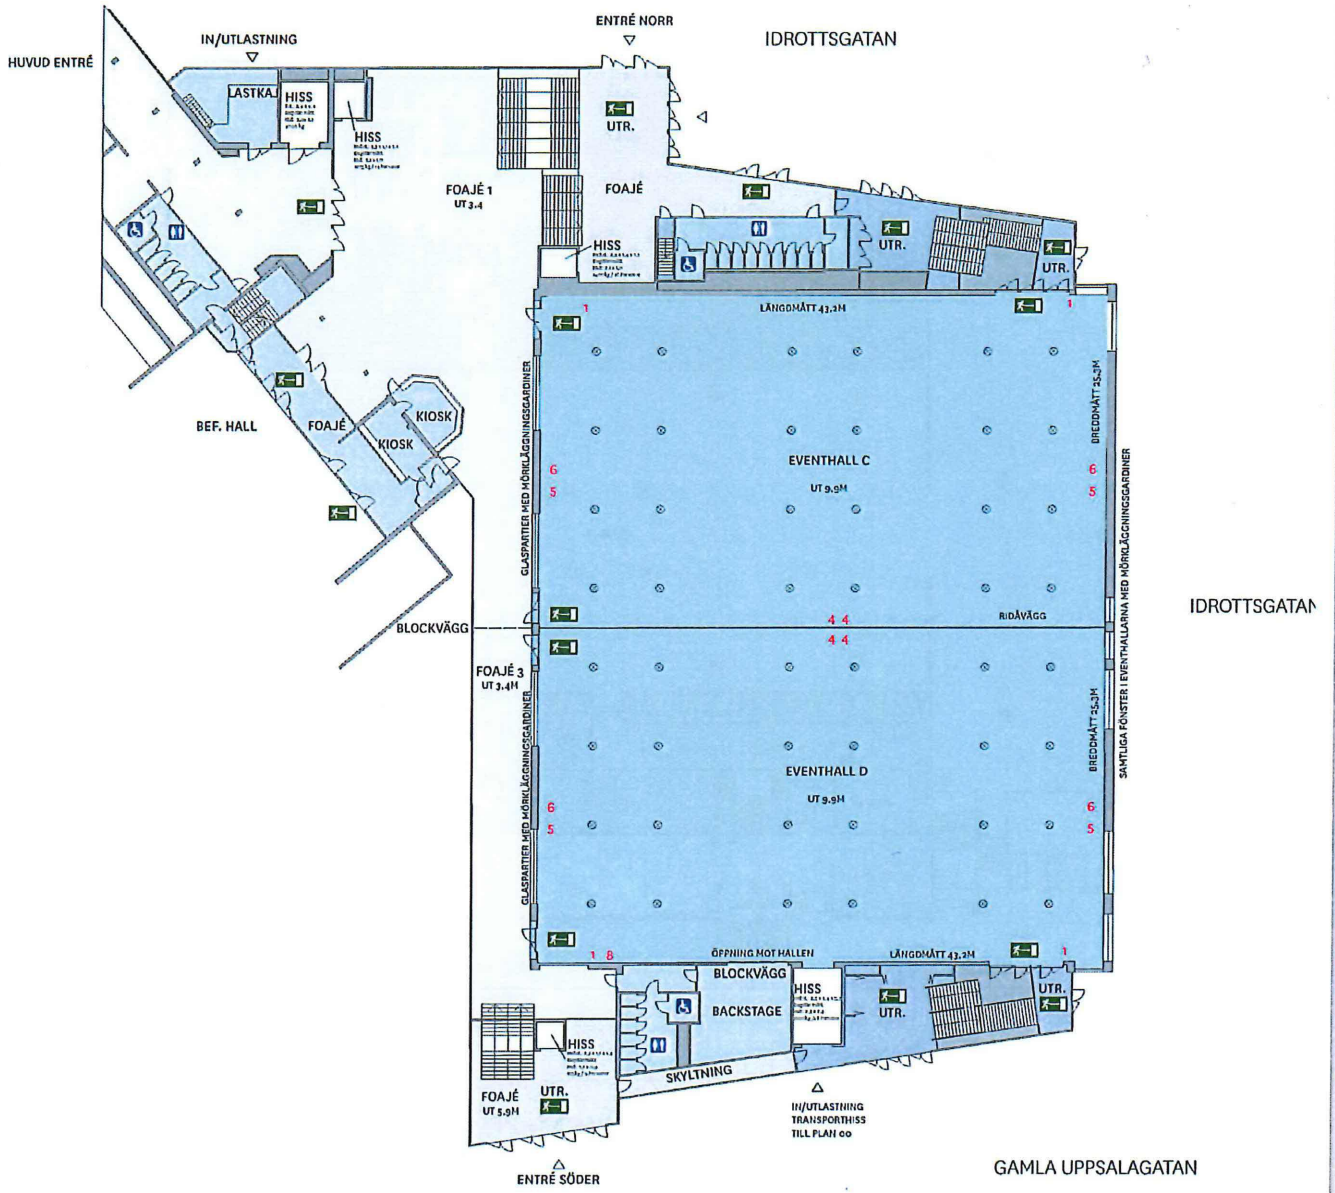 ENTRÉ NORR
IDROTTSGATAN
IN/UTLASTNING
HUVUD ENTRÉ
LASTKAJ
HISS
HISS
UTR.
FOAJÉ 1
UT 3.4
FOAJÉ
HISS
UTR.
UTR.
1
LÄNGDMÅTT 43,2M
1
GLASPARTIER MED MÖRKLÄGGNINGSGARDINER
BREDDMÅTT 25,3M
KIOSK
KIOSK
BEF. HALL
FOAJÉ
EVENTHALL C
UT 9.9M
6
5
6
5
SAMTLIGA FÖNSTER I EVENTHALLARNA MED MÖRKLÄGGNINGSGARDINER
IDROTTSGATAN
BLOCKVÄGG
4 4
4 4
RIDÅVÄGG
FOAJÉ 3
UT 3.4M
GLASPARTIER MED MÖRKLÄGGNINGSGARDINER
BREDDMÅTT 25,3M
EVENTHALL D
UT 9.9M
6
5
6
5
1 8
ÖPPNING MOT HALLEN
LÄNGDMÅTT 43,2M
1
BLOCKVÄGG
HISS
UTR.
BACKSTAGE
UTR.
HISS
SKYLTNING
FOAJÉ
UT 5.9M
UTR.
IN/UTLASTNING
TRANSPORTHISS
TILL PLAN 00
ENTRÉ SÖDER
GAMLA UPPSALAGATAN